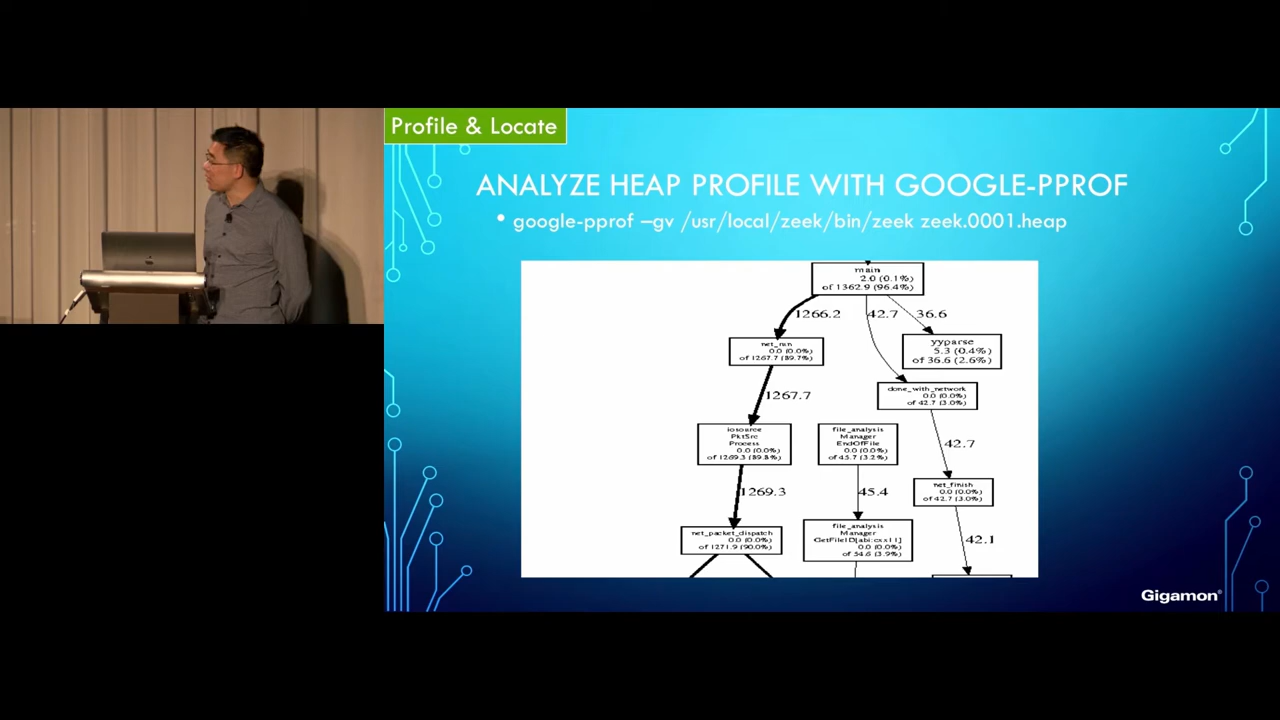 Profile & Locate
ANALYZE HEAP PROFILE WITH GOOGLE-PPROF
• google-pprof –gv /usr/local/zeek/bin/zeek zeek.0001.heap
main
2.0 (0.1%)
of 1362.9 (96.4%)
1266.2
42.7
36.6
net_run
0.0 (0.0%)
of 1267.7 (89.7%)
yyparse
5.3 (0.4%)
of 36.6 (2.6%)
1267.7
done_with_network
0.0 (0.0%)
of 42.7 (3.0%)
iosource
PktSrc
Process
0.0 (0.0%)
of 1269.3 (89.8%)
file_analysis
Manager
EndOfFile
0.0 (0.0%)
of 45.7 (3.2%)
42.7
1269.3
45.4
net_finish
0.0 (0.0%)
of 42.7 (3.0%)
net_packet_dispatch
0.0 (0.0%)
of 1271.9 (90.0%)
file_analysis
Manager
GetFileID[abi:cxx11]
0.0 (0.0%)
of 54.6 (3.9%)
42.1
Gigamon®